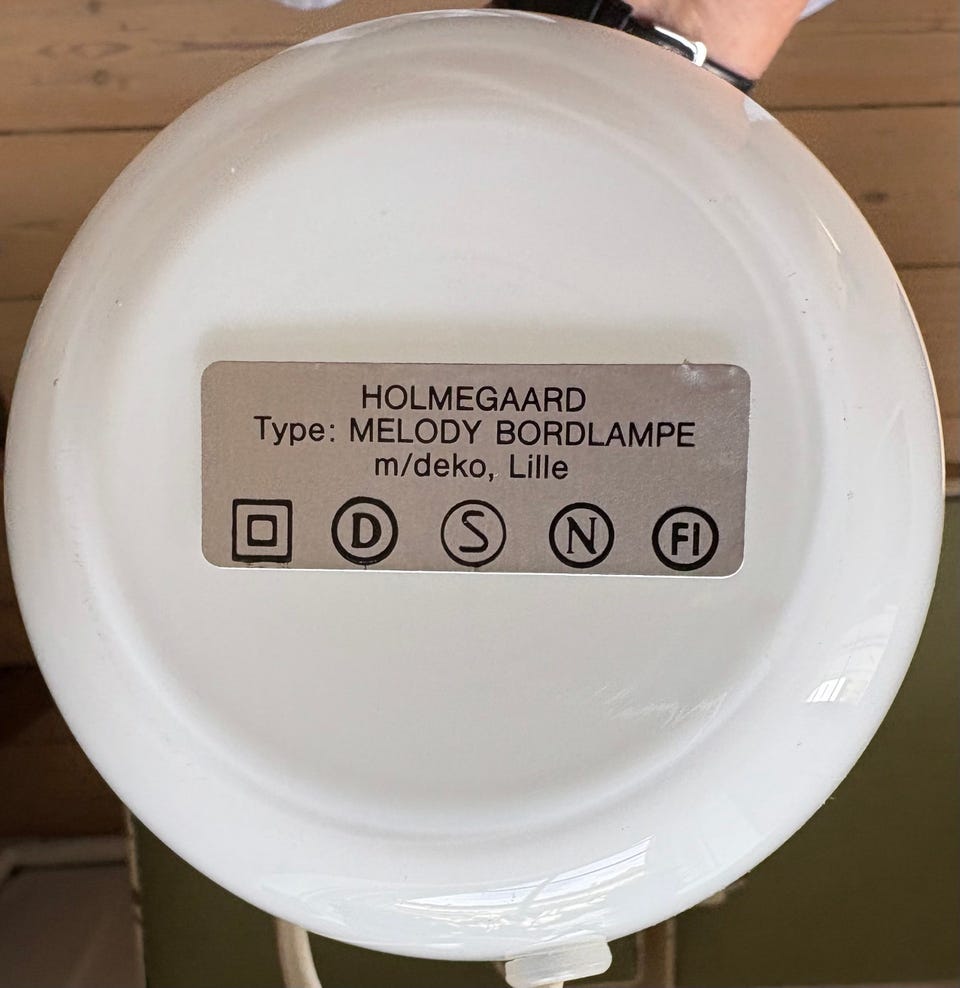 HOLMEGAARD
Type: MELODY BORDLAMPE
m/deko, Lille
D S N FI